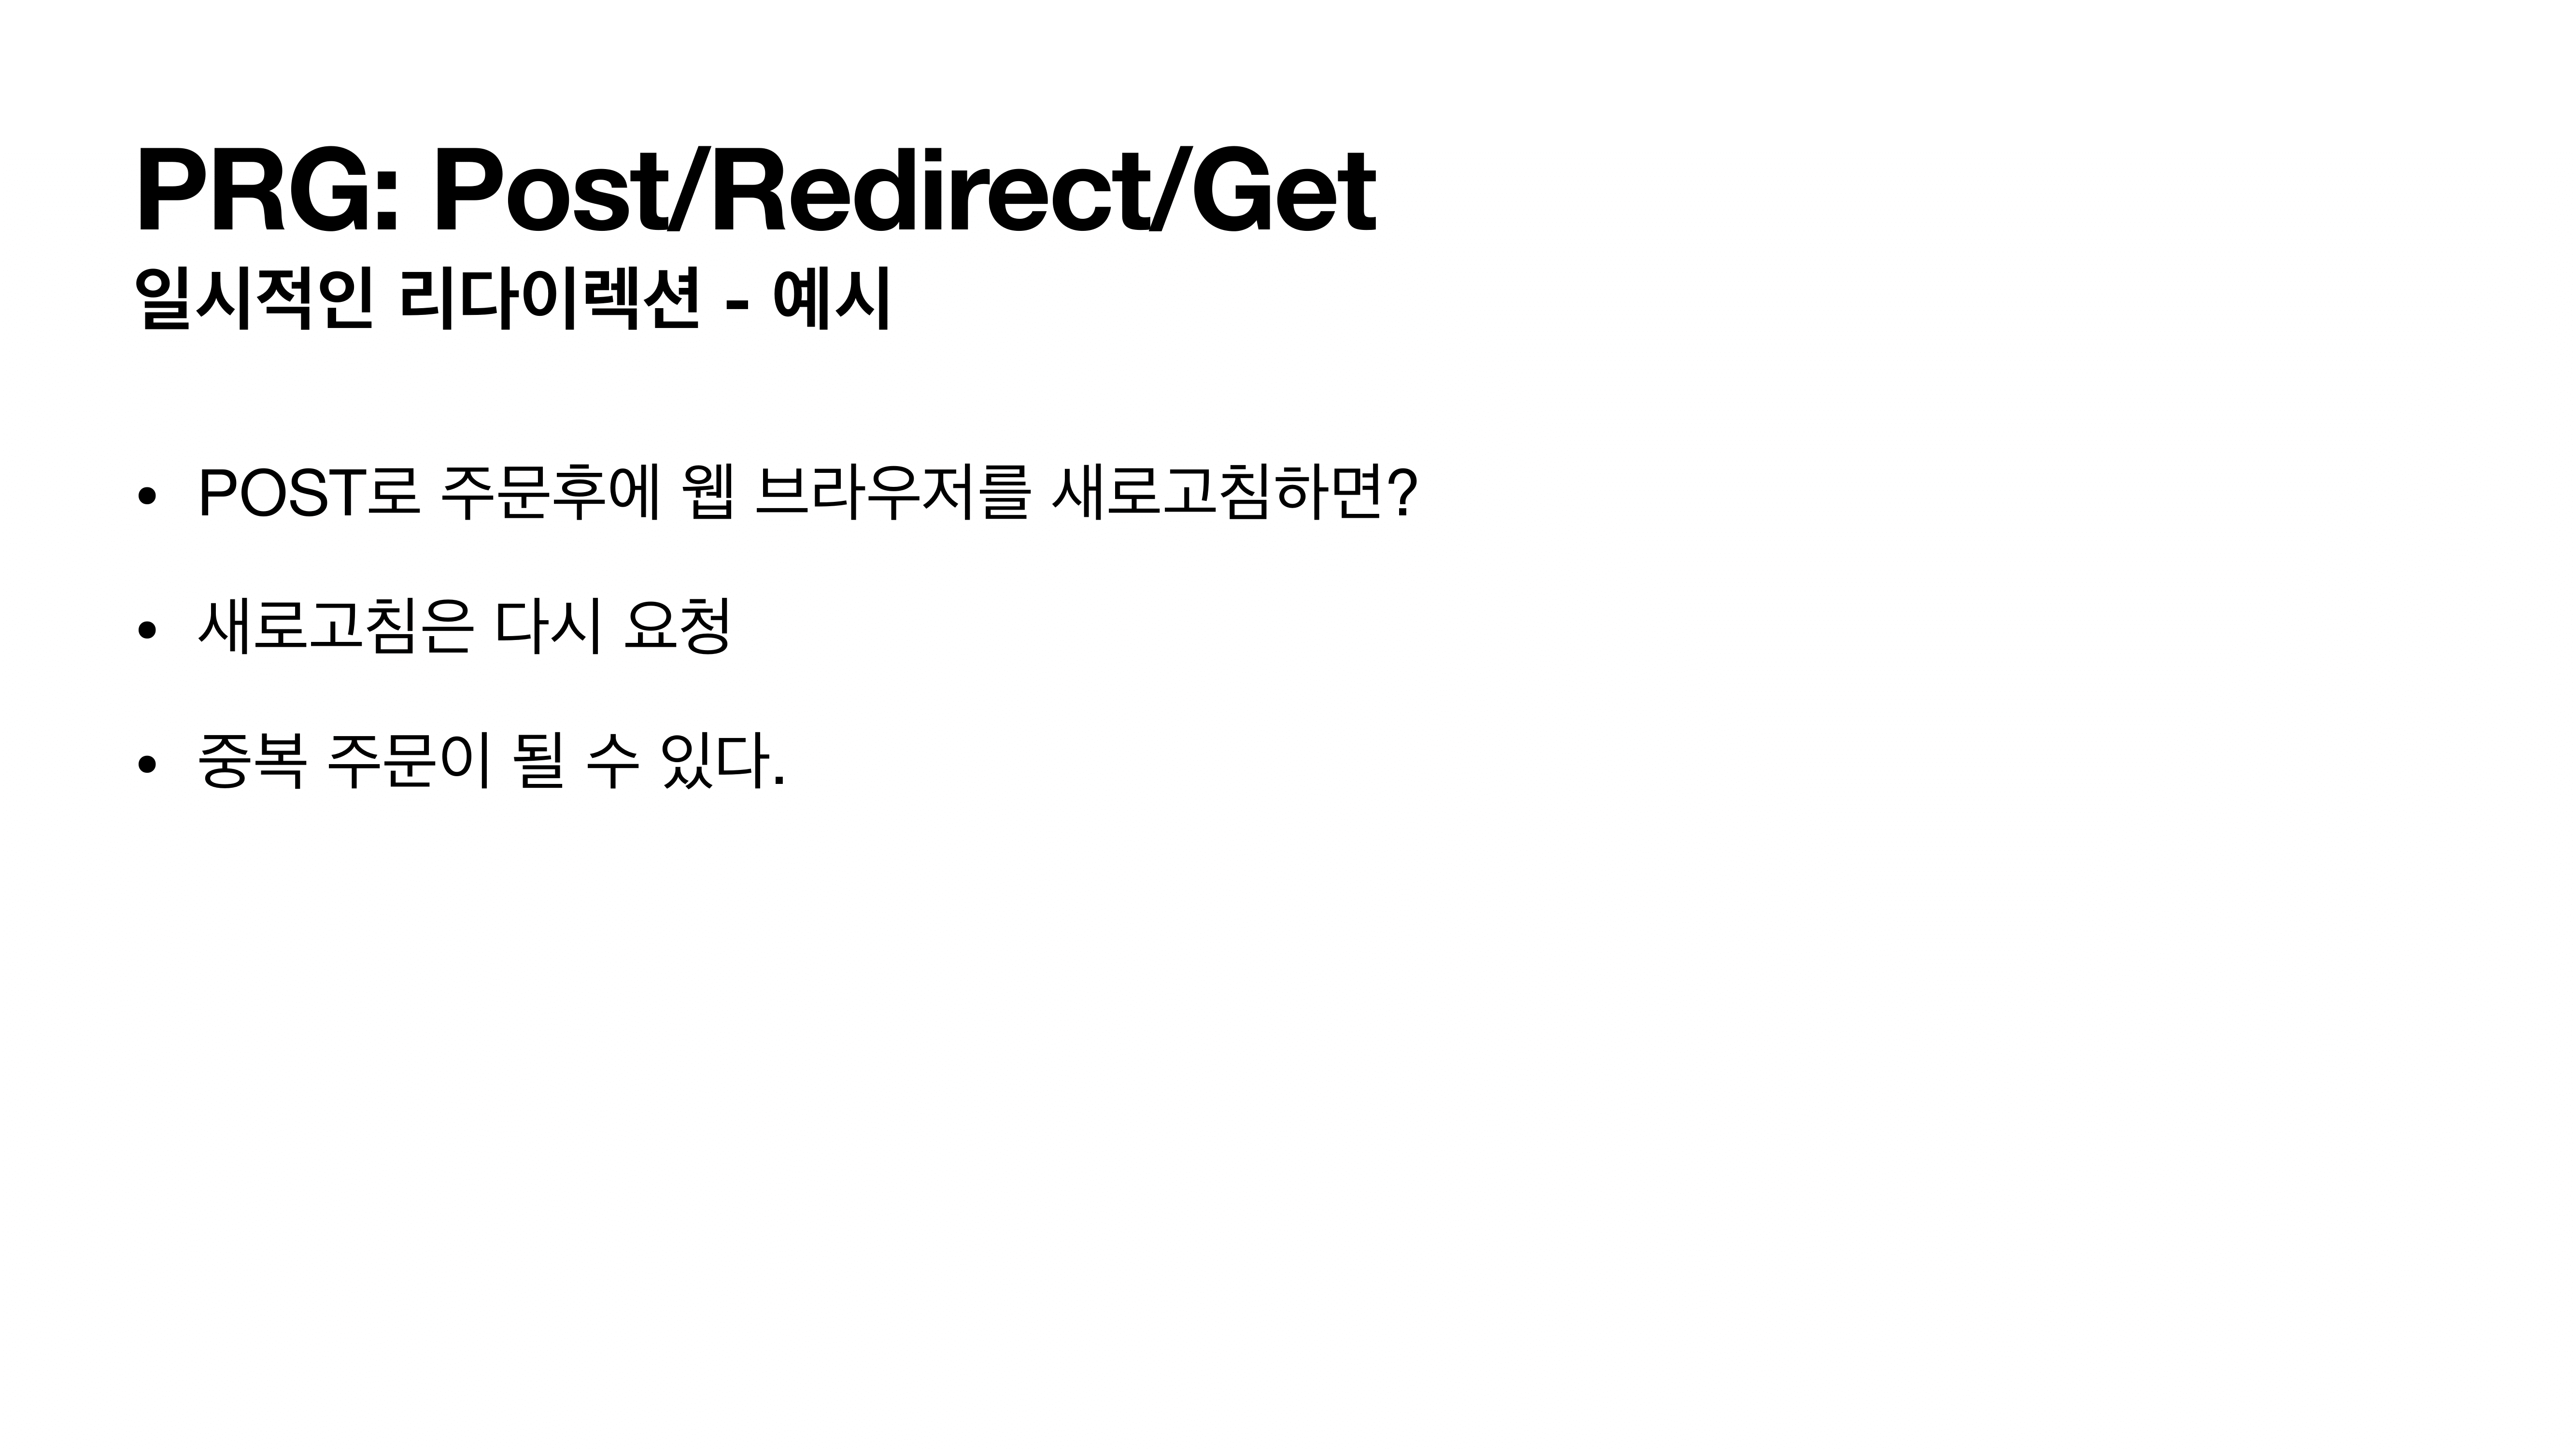 PRG: Post/Redirect/Get
일시적인 리다이렉션 - 예시
• POST로 주문후에 웹 브라우저를 새로고침하면?
• 새로고침은 다시 요청
• 중복 주문이 될 수 있다.